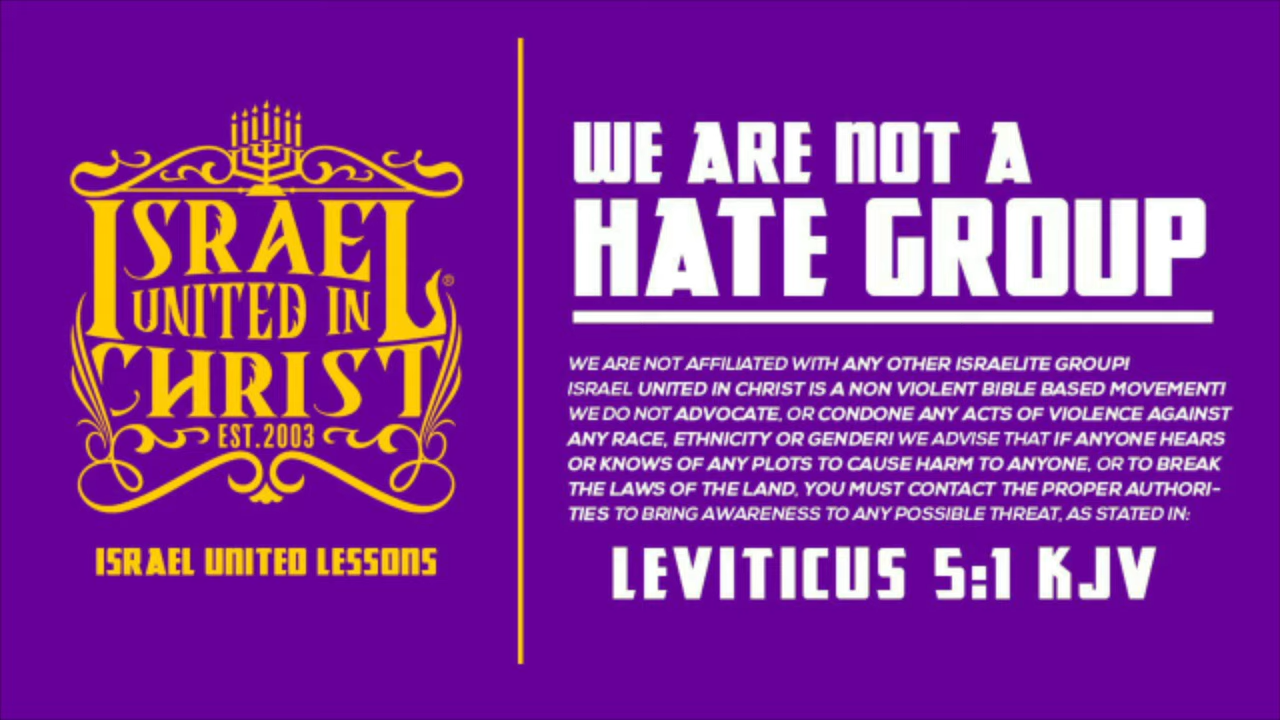 ISRAEL
UNITED IN
CHRIST
®
EST.2003
ISRAEL UNITED LESSONS
WE ARE NOT A
HATE GROUP
WE ARE NOT AFFILIATED WITH ANY OTHER ISRAELITE GROUP!
ISRAEL UNITED IN CHRIST IS A NON VIOLENT BIBLE BASED MOVEMENT!
WE DO NOT ADVOCATE, OR CONDONE ANY ACTS OF VIOLENCE AGAINST
ANY RACE, ETHNICITY OR GENDER! WE ADVISE THAT IF ANYONE HEARS
OR KNOWS OF ANY PLOTS TO CAUSE HARM TO ANYONE, OR TO BREAK
THE LAWS OF THE LAND, YOU MUST CONTACT THE PROPER AUTHORI-
TIES TO BRING AWARENESS TO ANY POSSIBLE THREAT, AS STATED IN:
LEVITICUS 5:1 KJV